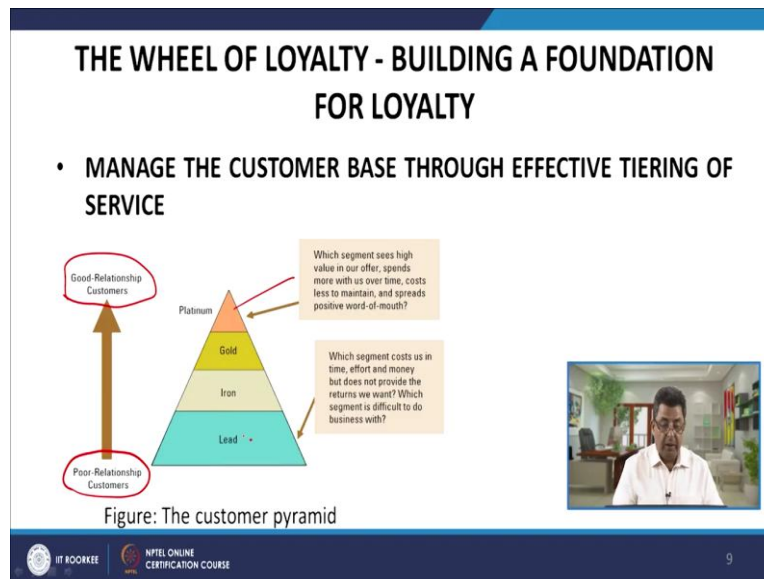 THE WHEEL OF LOYALTY - BUILDING A FOUNDATION
FOR LOYALTY
• MANAGE THE CUSTOMER BASE THROUGH EFFECTIVE TIERING OF
SERVICE
Good-Relationship
Customers
Poor-Relationship
Customers
Platinum
Gold
Iron
Lead
Which segment sees high
value in our offer, spends
more with us over time, costs
less to maintain, and spreads
positive word-of-mouth?
Which segment costs us in
time, effort and money
but does not provide the
returns we want? Which
segment is difficult to do
business with?
Figure: The customer pyramid
IIT ROORKEE
NPTEL ONLINE
CERTIFICATION COURSE
9